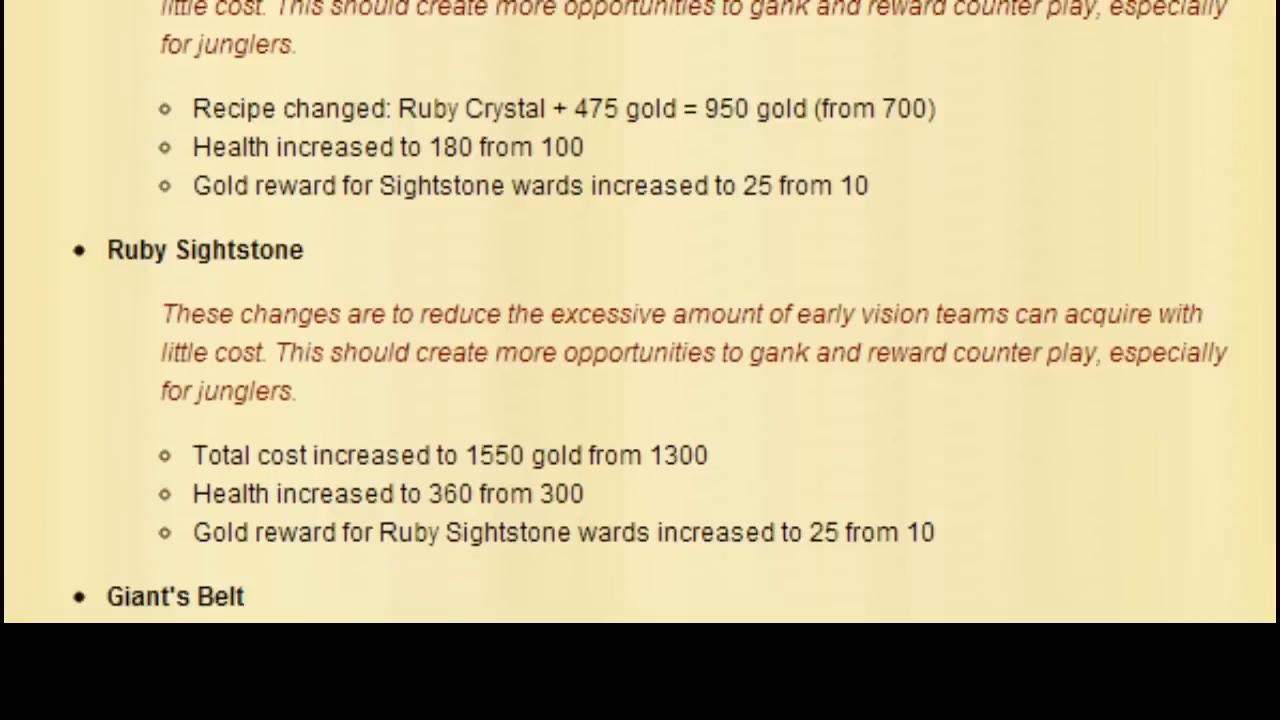 little cost. This should create more opportunities to gank and reward counter play, especially
for junglers.
Recipe changed: Ruby Crystal + 475 gold = 950 gold (from 700)
Health increased to 180 from 100
Gold reward for Sightstone wards increased to 25 from 10
Ruby Sightstone
These changes are to reduce the excessive amount of early vision teams can acquire with
little cost. This should create more opportunities to gank and reward counter play, especially
for junglers.
Total cost increased to 1550 gold from 1300
Health increased to 360 from 300
Gold reward for Ruby Sightstone wards increased to 25 from 10
Giant's Belt